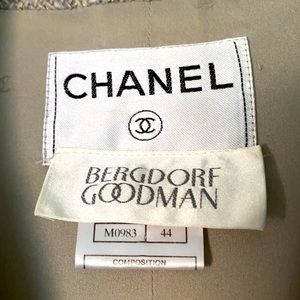 CHANEL
BERGDORF
GOODMAN
M0983 44
COMPOSITION